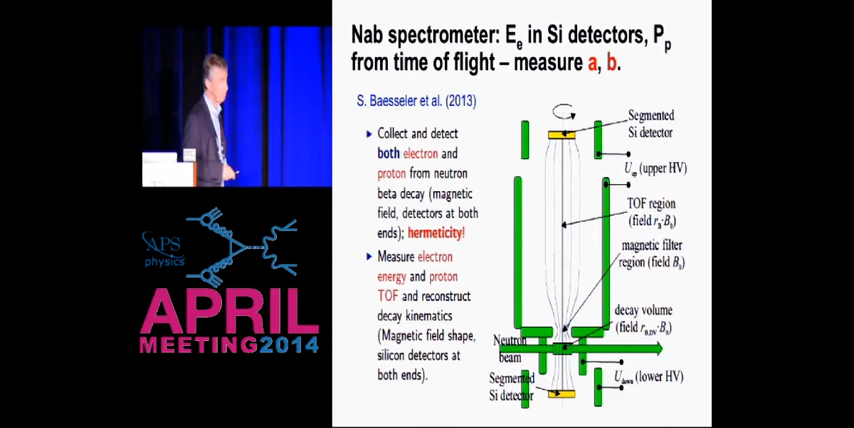 Nab spectrometer: Ee in Si detectors, Pp
from time of flight – measure a, b.
S. Baesseler et al. (2013)
Collect and detect
both electron and
proton from neutron
beta decay (magnetic
field, detectors at both
ends); hermeticity!
Measure electron
energy and proton
TOF and reconstruct
decay kinematics
(Magnetic field shape,
silicon detectors at
both ends).
Segmented
Si detector
Uup (upper HV)
TOF region
(field rB·B0)
magnetic filter
region (field B0)
decay volume
(field rB,DV·B0)
Neutron
beam
Udown (lower HV)
Segmented
Si detector
APS
physics
APRIL
MEETING2014